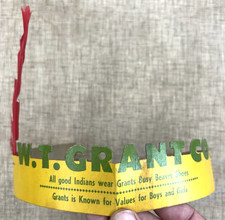 W.T. GRANT Co
All good Indians wear Grants Busy Beaver Shoes
Grants is Known for Values for Boys and Girls